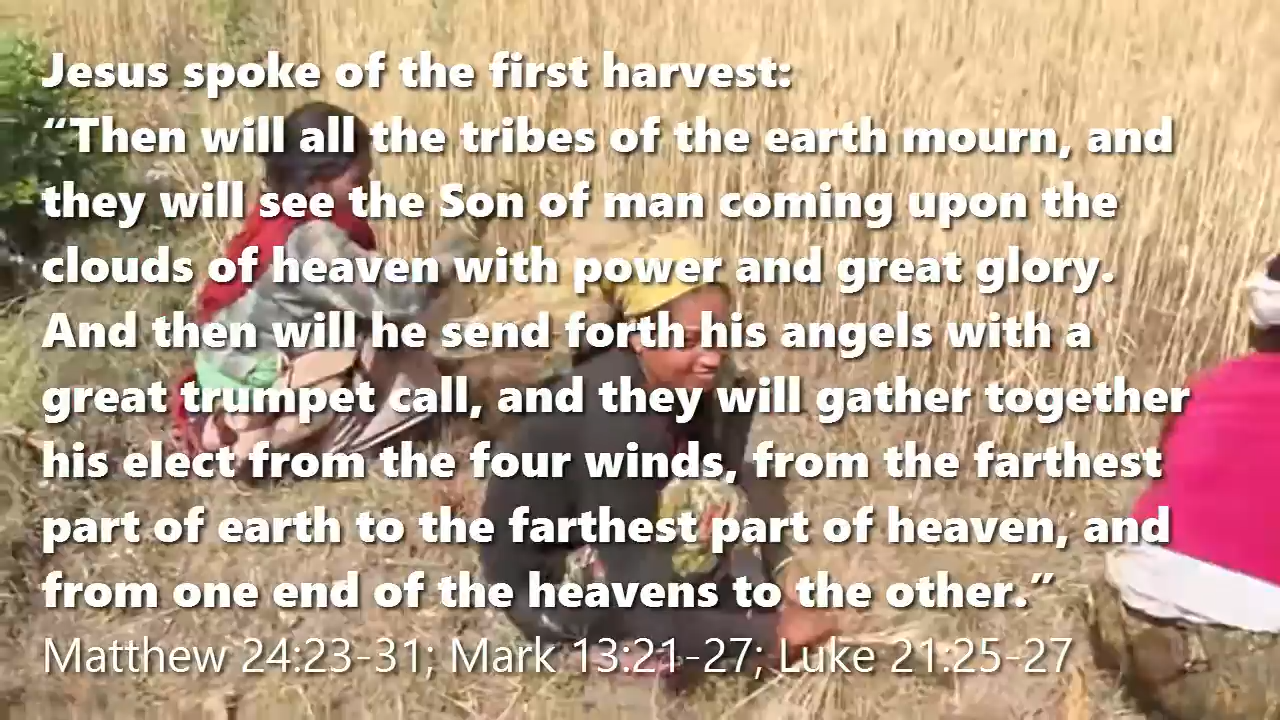 Jesus spoke of the first harvest:
“Then will all the tribes of the earth mourn, and
they will see the Son of man coming upon the
clouds of heaven with power and great glory.
And then will he send forth his angels with a
great trumpet call, and they will gather together
his elect from the four winds, from the farthest
part of earth to the farthest part of heaven, and
from one end of the heavens to the other.”
Matthew 24:23-31; Mark 13:21-27; Luke 21:25-27